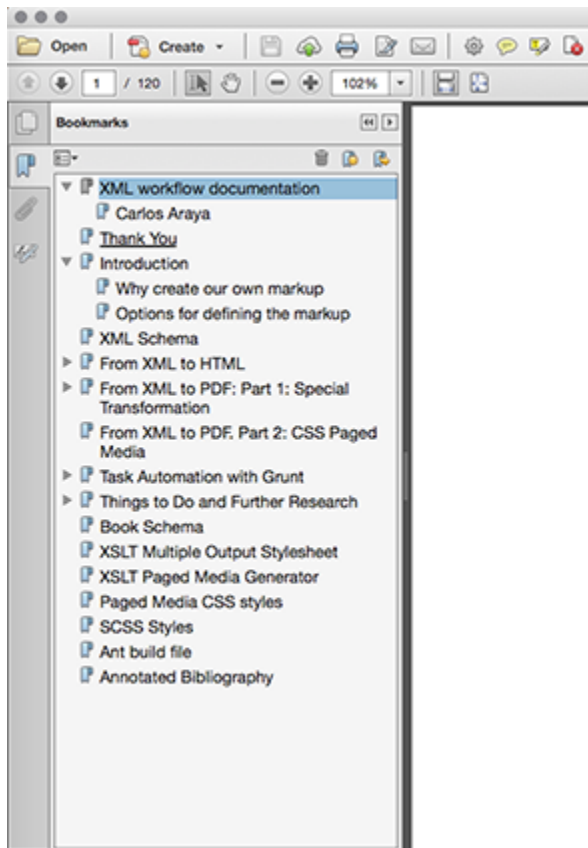 Open
Create
1 / 120
102%
Bookmarks
XML workflow documentation
Carlos Araya
Thank You
Introduction
Why create our own markup
Options for defining the markup
XML Schema
From XML to HTML
From XML to PDF: Part 1: Special
Transformation
From XML to PDF. Part 2: CSS Paged
Media
Task Automation with Grunt
Things to Do and Further Research
Book Schema
XSLT Multiple Output Stylesheet
XSLT Paged Media Generator
Paged Media CSS styles
SCSS Styles
Ant build file
Annotated Bibliography